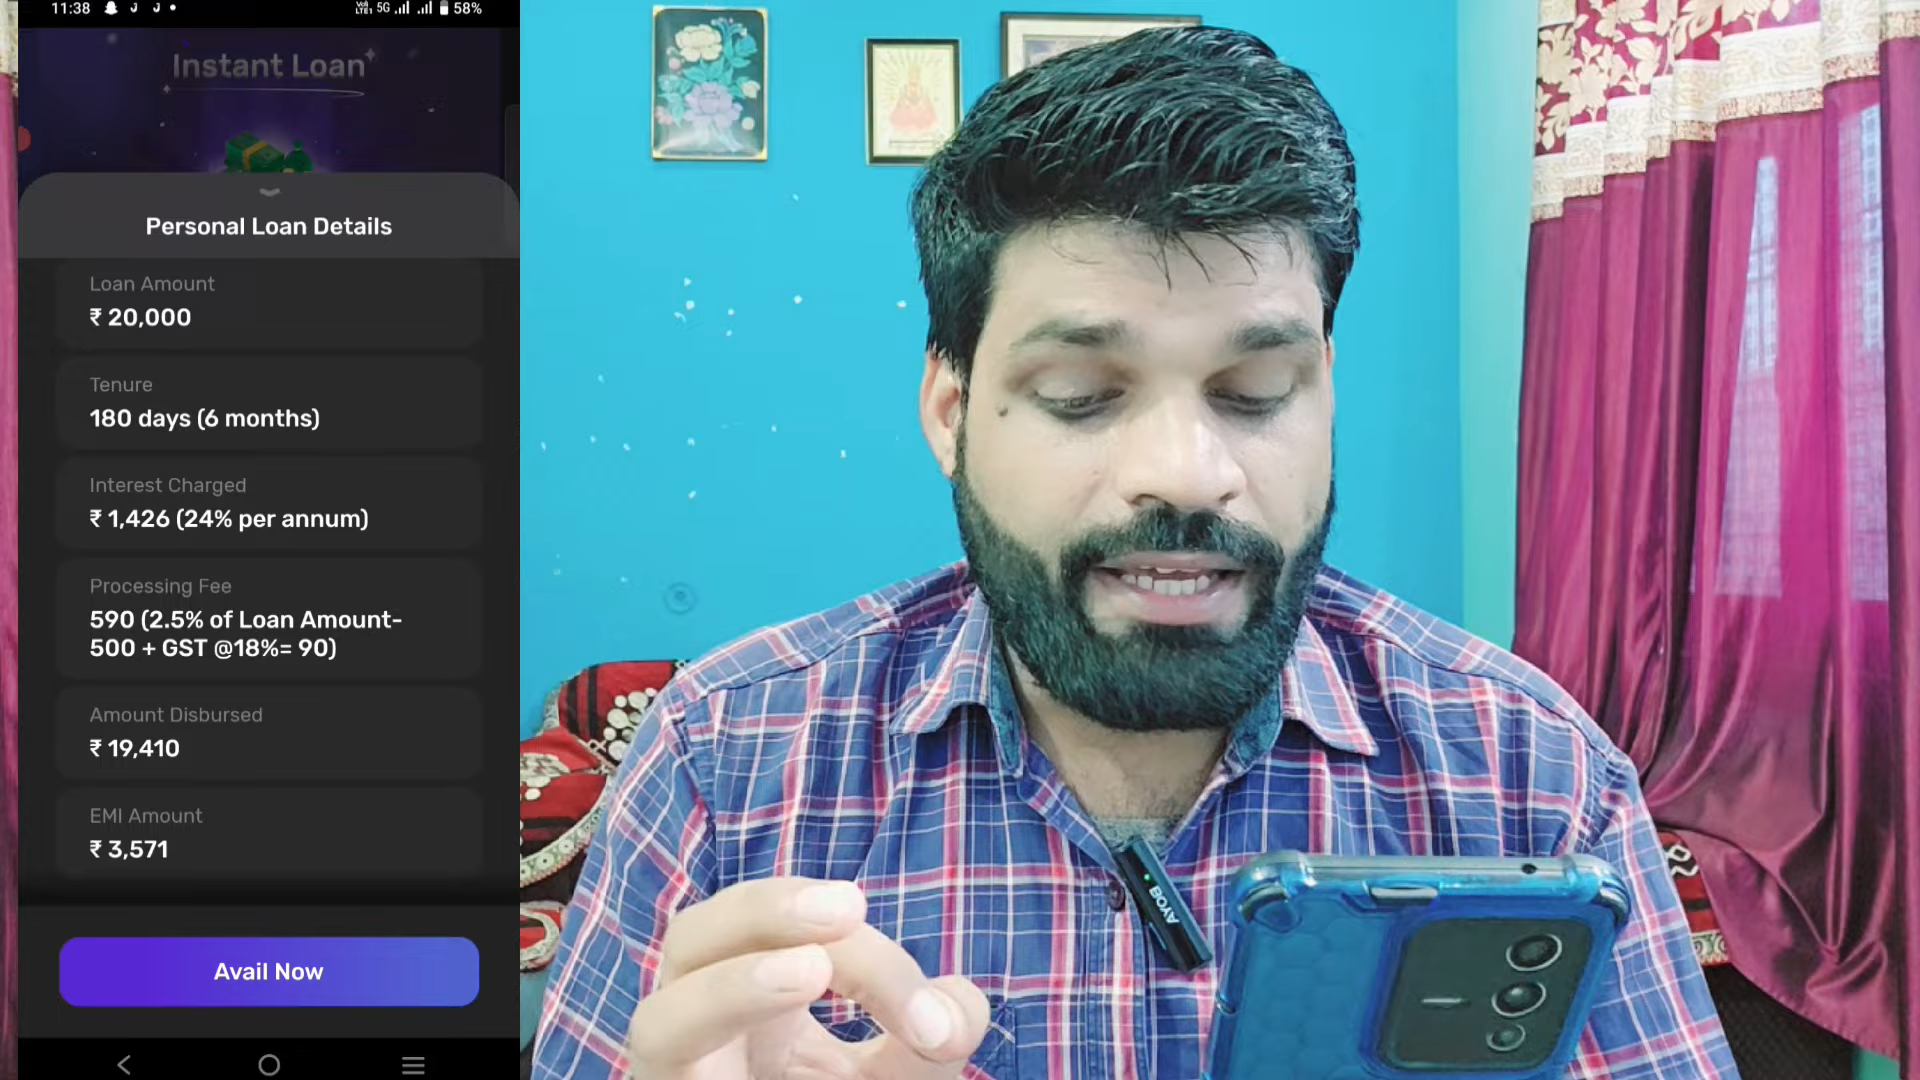 11:38
5G
58%
Instant Loan
Personal Loan Details
Loan Amount
₹ 20,000
Tenure
180 days (6 months)
Interest Charged
₹ 1,426 (24% per annum)
Processing Fee
590 (2.5% of Loan Amount-
500 + GST @18%= 90)
Amount Disbursed
₹ 19,410
EMI Amount
₹ 3,571
Avail Now
BOYA